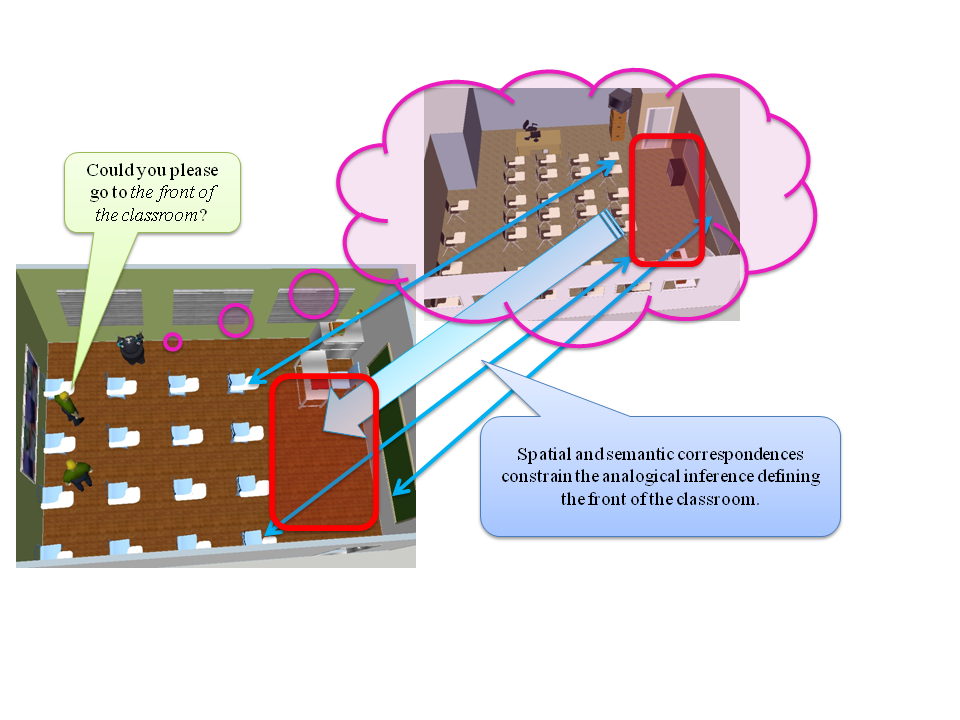 Could you please
go to the front of
the classroom?
Spatial and semantic correspondences
constrain the analogical inference defining
the front of the classroom.